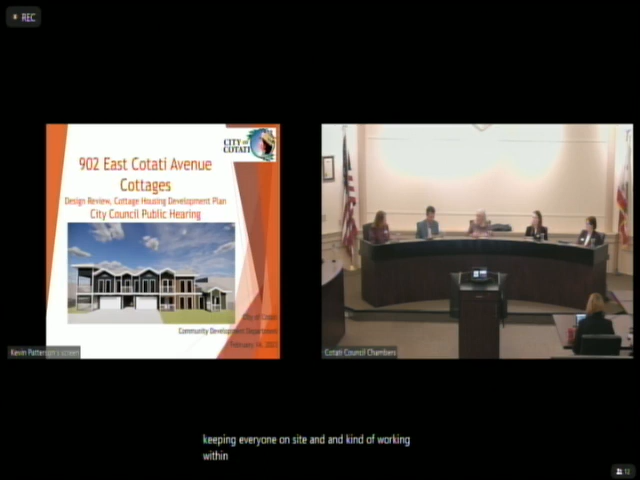 REC
CITY OF
COTATI
902 East Cotati Avenue
Cottages
Design Review, Cottage Housing Development Plan
City Council Public Hearing
City of Cotati
Community Development Department
February 14, 
Kevin Patterson's screen
Cotati Council Chambers
keeping everyone on site and and kind of working
within
12